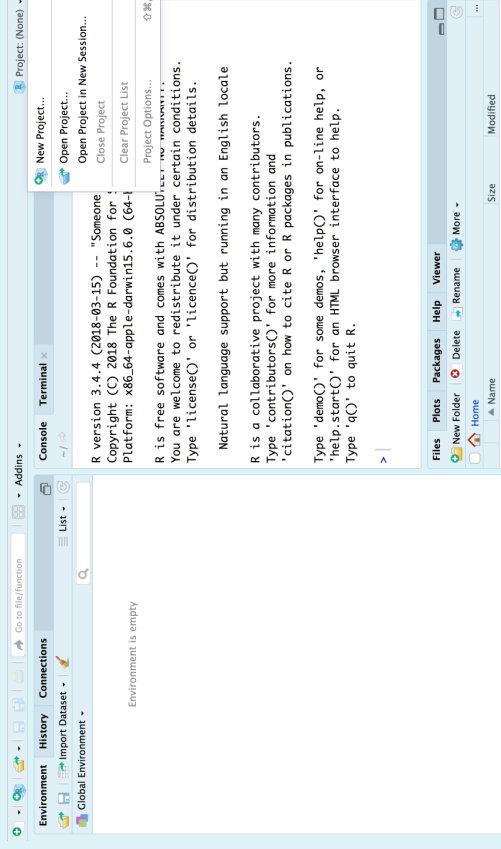 Go to file/function
Addins
Project: (None)
Environment History Connections
Import Dataset
List
Global Environment
Environment is empty
Console Terminal
~/
R version 3.4.4 (2018-03-15) -- "Someone
Copyright (C) 2018 The R Foundation for
Platform: x86_64-apple-darwin15.6.0 (64-
R is free software and comes with ABSOLUTELY NO WARRANTY.
You are welcome to redistribute it under certain conditions.
Type 'license()' or 'licence()' for distribution details.
Natural language support but running in an English locale
R is a collaborative project with many contributors.
Type 'contributors()' for more information and
'citation()' on how to cite R or R packages in publications.
Type 'demo()' for some demos, 'help()' for on-line help, or
'help.start()' for an HTML browser interface to help.
Type 'q()' to quit R.
>
New Project...
Open Project...
Open Project in New Session...
Close Project
Clear Project List
Project Options... ⇧⌘,
Files Plots Packages Help Viewer
New Folder Delete Rename More
Home
Name Size Modified